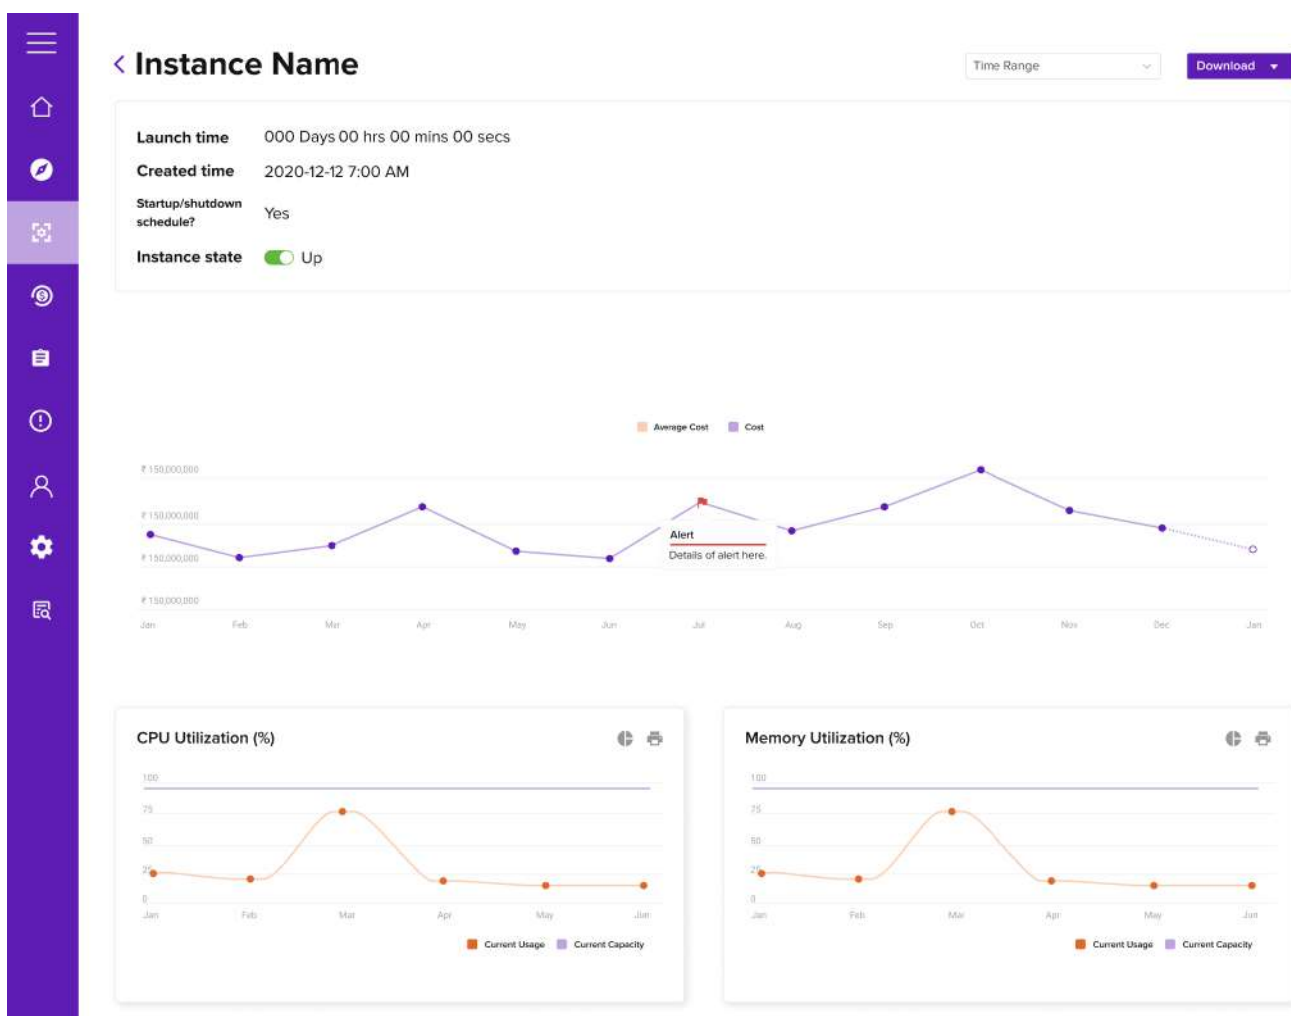 Instance Name
Time Range
Download
Launch time 000 Days 00 hrs 00 mins 00 secs
Created time 2020-12-12 7:00 AM
Startup/shutdown
schedule?
Yes
Instance state Up
Average Cost Cost
₹ 150,000,000
₹ 150,000,000
₹ 150,000,000
₹ 150,000,000
Alert
Details of alert here.
Jan Feb Mar Apr May Jun Jul Aug Sep Oct Nov Dec Jan
CPU Utilization (%)
100
75
50
25
0
Jan Feb Mar Apr May Jun
Current Usage Current Capacity
Memory Utilization (%)
100
75
50
25
0
Jan Feb Mar Apr May Jun
Current Usage Current Capacity